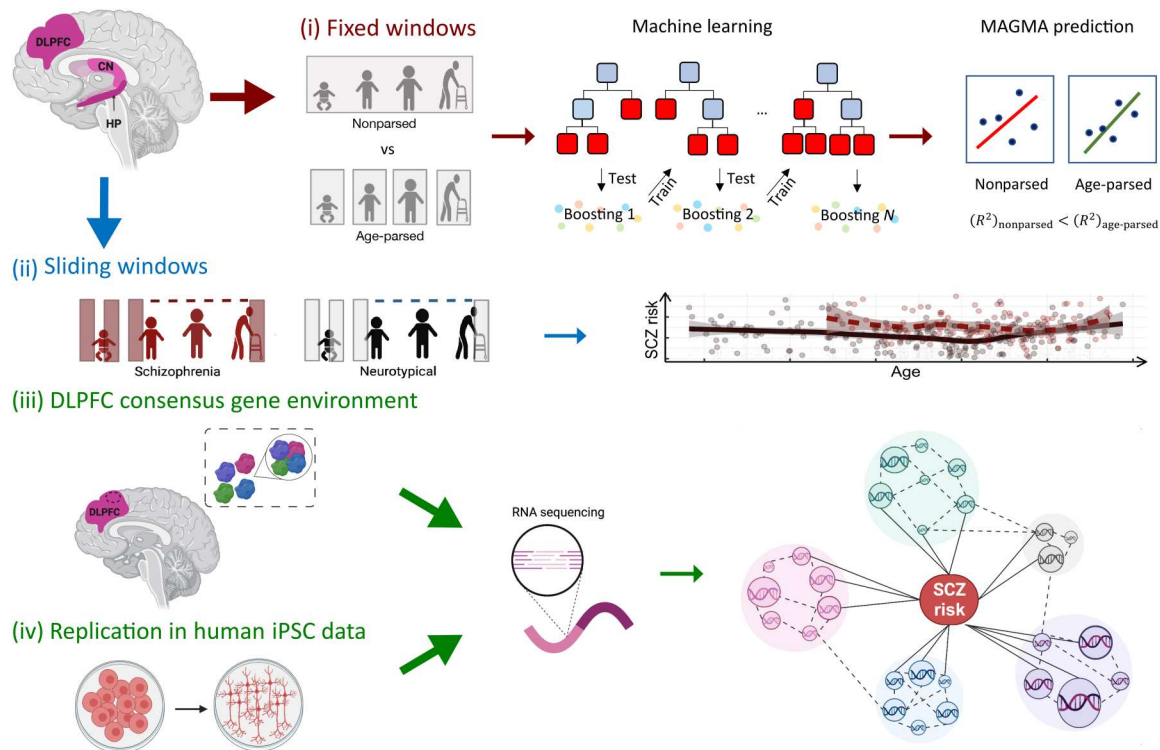 DLPFC
CN
HP
(i) Fixed windows
Nonparsed
vs
Age-parsed
Machine learning
...
Test
Train
Test
Train
Boosting 1
Boosting 2
Boosting N
MAGMA prediction
Nonparsed
Age-parsed
(R²)nonparsed < (R²)age-parsed
(ii) Sliding windows
Schizophrenia
Neurotypical
SCZ risk
Age
(iii) DLPFC consensus gene environment
DLPFC
RNA sequencing
SCZ
risk
(iv) Replication in human iPSC data